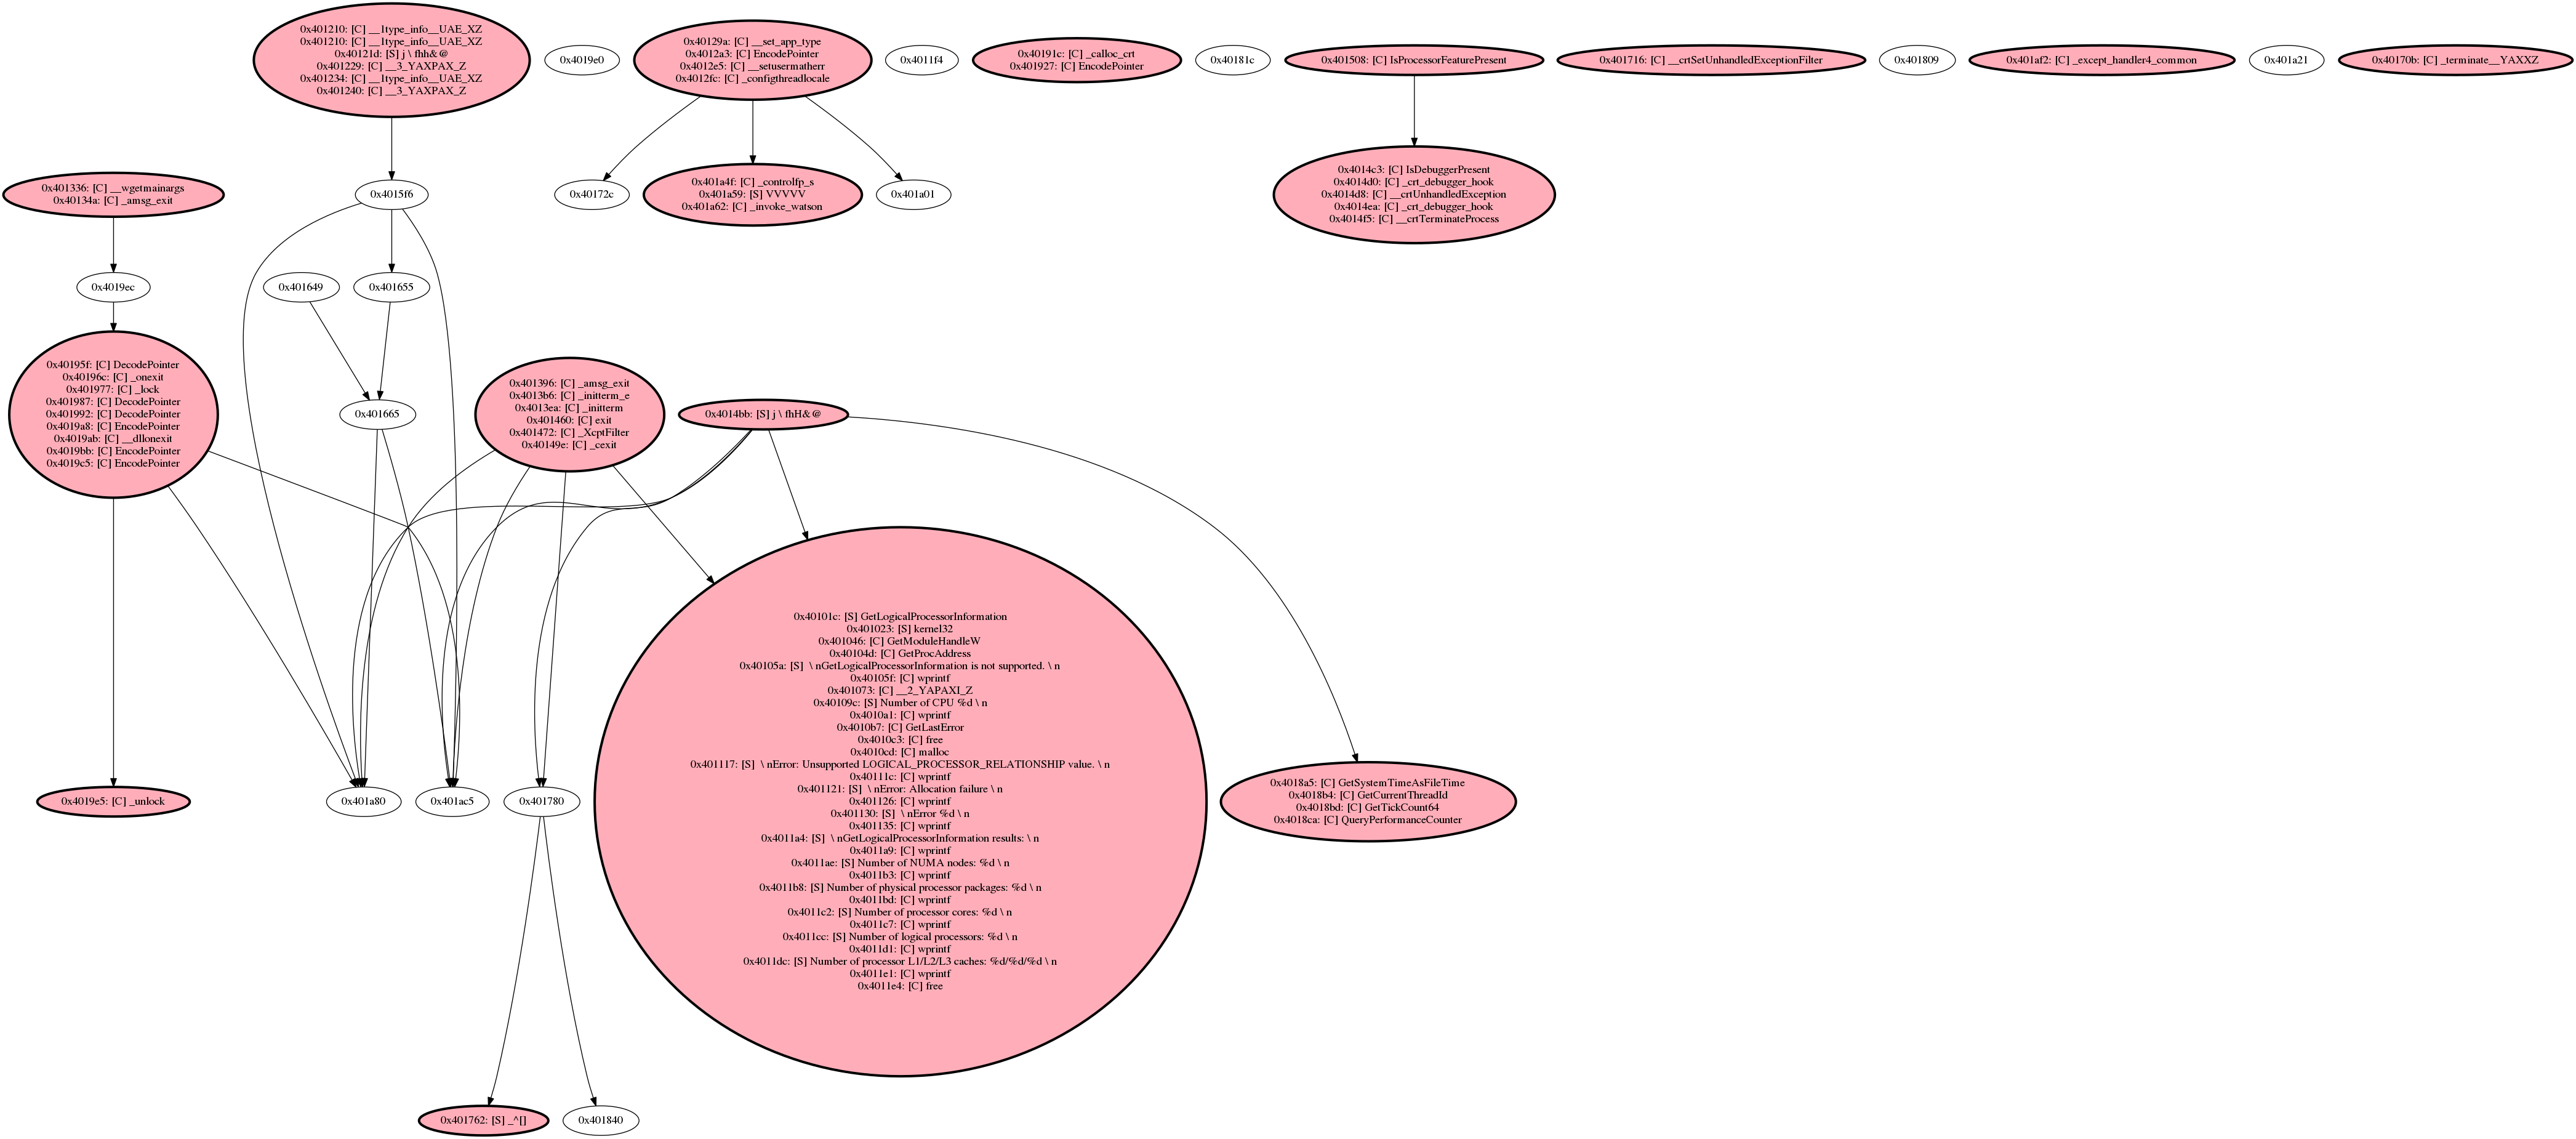 0x401210: [C] __1type_info__UAE_XZ
0x401210: [C] __1type_info__UAE_XZ
0x40121d: [S] j \ fhh&@
0x401229: [C] __3_YAXPAX_Z
0x401234: [C] __1type_info__UAE_XZ
0x401240: [C] __3_YAXPAX_Z
0x4019e0
0x40129a: [C] __set_app_type
0x4012a3: [C] EncodePointer
0x4012e5: [C] __setusermatherr
0x4012fc: [C] _configthreadlocale
0x4011f4
0x40191c: [C] _calloc_crt
0x401927: [C] EncodePointer
0x40181c
0x401508: [C] IsProcessorFeaturePresent
0x401716: [C] __crtSetUnhandledExceptionFilter
0x401809
0x401af2: [C] _except_handler4_common
0x401a21
0x40170b: [C] _terminate__YAXXZ
0x401336: [C] __wgetmainargs
0x40134a: [C] _amsg_exit
0x4015f6
0x40172c
0x401a4f: [C] _controlfp_s
0x401a59: [S] VVVVV
0x401a62: [C] _invoke_watson
0x401a01
0x4014c3: [C] IsDebuggerPresent
0x4014d0: [C] _crt_debugger_hook
0x4014d8: [C] __crtUnhandledException
0x4014ea: [C] _crt_debugger_hook
0x4014f5: [C] __crtTerminateProcess
0x4019ec
0x401649
0x401655
0x40195f: [C] DecodePointer
0x40196c: [C] _onexit
0x401977: [C] _lock
0x401987: [C] DecodePointer
0x401992: [C] DecodePointer
0x4019a8: [C] EncodePointer
0x4019ab: [C] __dllonexit
0x4019bb: [C] EncodePointer
0x4019c5: [C] EncodePointer
0x401665
0x401396: [C] _amsg_exit
0x4013b6: [C] _initterm_e
0x4013ea: [C] _initterm
0x401460: [C] exit
0x401472: [C] _XcptFilter
0x40149e: [C] _cexit
0x4014bb: [S] j \ fhH&@
0x4019e5: [C] _unlock
0x401a80
0x401ac5
0x401780
0x40101c: [S] GetLogicalProcessorInformation
0x401023: [S] kernel32
0x401046: [C] GetModuleHandleW
0x40104d: [C] GetProcAddress
0x40105a: [S]  \ nGetLogicalProcessorInformation is not supported. \ n
0x40105f: [C] wprintf
0x401073: [C] __2_YAPAXI_Z
0x40109c: [S] Number of CPU %d \ n
0x4010a1: [C] wprintf
0x4010b7: [C] GetLastError
0x4010c3: [C] free
0x4010cd: [C] malloc
0x401117: [S]  \ nError: Unsupported LOGICAL_PROCESSOR_RELATIONSHIP value. \ n
0x40111c: [C] wprintf
0x401121: [S]  \ nError: Allocation failure \ n
0x401126: [C] wprintf
0x401130: [S]  \ nError %d \ n
0x401135: [C] wprintf
0x4011a4: [S]  \ nGetLogicalProcessorInformation results: \ n
0x4011a9: [C] wprintf
0x4011ae: [S] Number of NUMA nodes: %d \ n
0x4011b3: [C] wprintf
0x4011b8: [S] Number of physical processor packages: %d \ n
0x4011bd: [C] wprintf
0x4011c2: [S] Number of processor cores: %d \ n
0x4011c7: [C] wprintf
0x4011cc: [S] Number of logical processors: %d \ n
0x4011d1: [C] wprintf
0x4011dc: [S] Number of processor L1/L2/L3 caches: %d/%d/%d \ n
0x4011e1: [C] wprintf
0x4011e4: [C] free
0x4018a5: [C] GetSystemTimeAsFileTime
0x4018b4: [C] GetCurrentThreadId
0x4018bd: [C] GetTickCount64
0x4018ca: [C] QueryPerformanceCounter
0x401762: [S] _^[]
0x401840